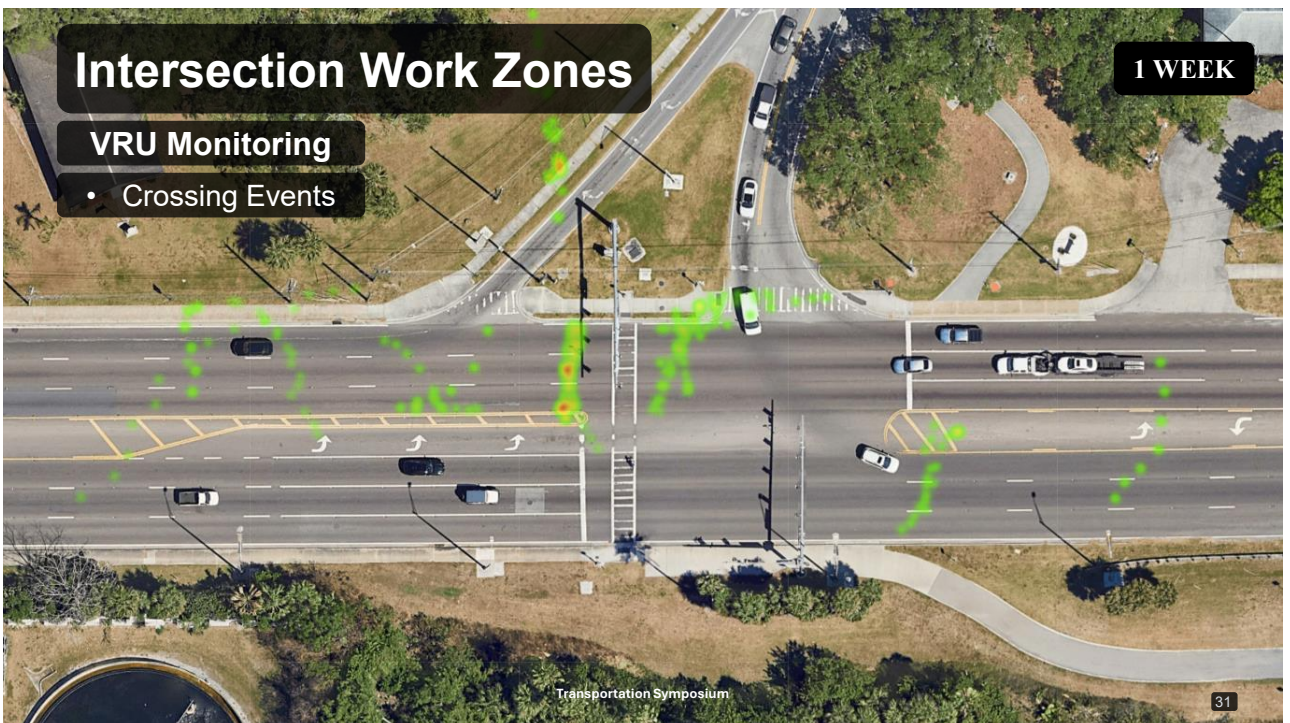 Intersection Work Zones
1 WEEK
VRU Monitoring
• Crossing Events
Transportation Symposium
31